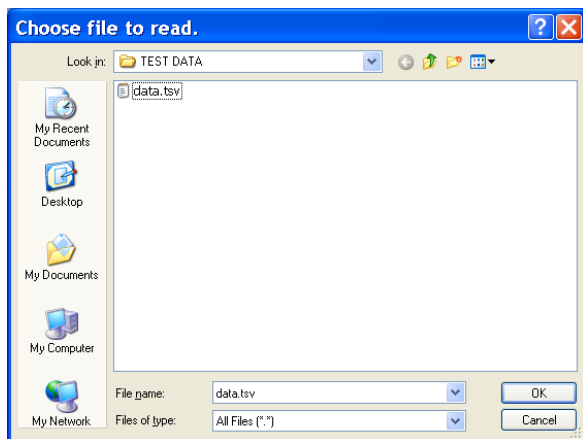 Choose file to read.
Look in:
TEST DATA
data.tsv
My Recent
Documents
Desktop
My Documents
My Computer
My Network
File name:
data.tsv
OK
Files of type:
All Files (*.*)
Cancel